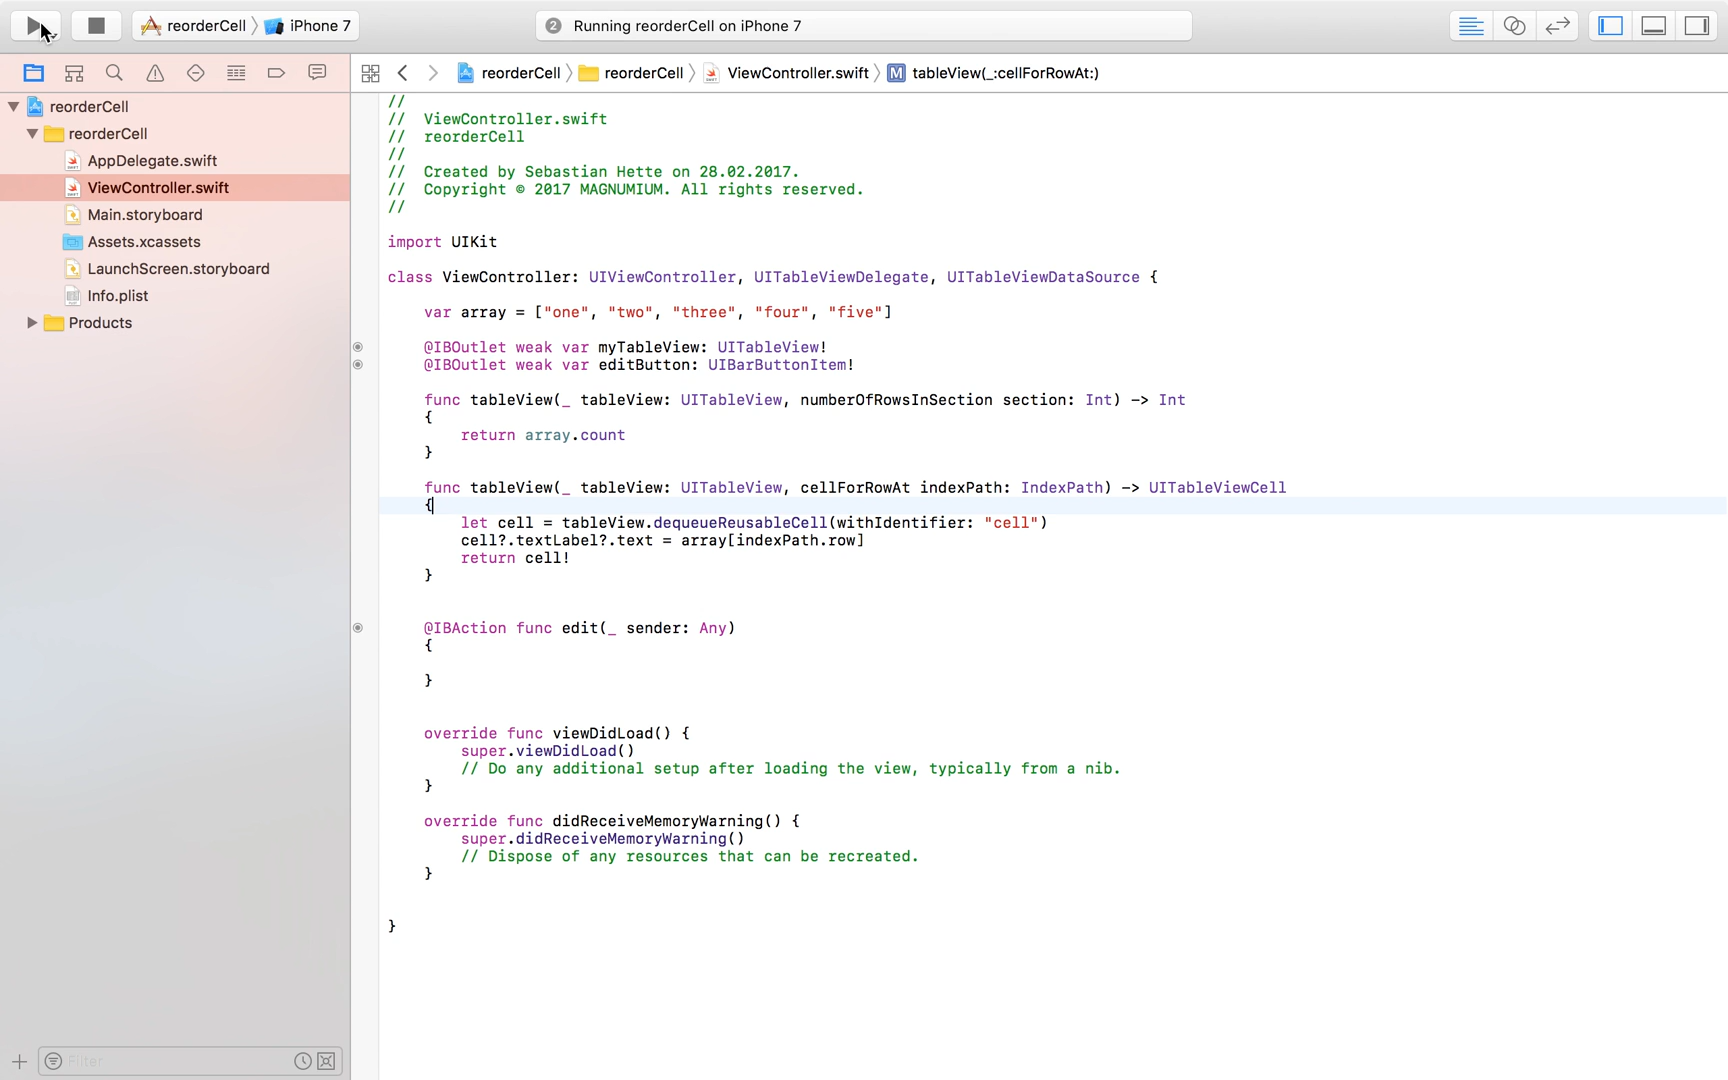 reorderCell iPhone 7
2 Running reorderCell on iPhone 7
reorderCell reorderCell ViewController.swift M tableView(_:cellForRowAt:)
reorderCell
reorderCell
AppDelegate.swift
ViewController.swift
Main.storyboard
Assets.xcassets
LaunchScreen.storyboard
Info.plist
Products
Filter
//
// ViewController.swift
// reorderCell
//
// Created by Sebastian Hette on 28.02.2017.
// Copyright © 2017 MAGNUMIUM. All rights reserved.
//
import UIKit
class ViewController: UIViewController, UITableViewDelegate, UITableViewDataSource {
var array = ["one", "two", "three", "four", "five"]
@IBOutlet weak var myTableView: UITableView!
@IBOutlet weak var editButton: UIBarButtonItem!
func tableView(_ tableView: UITableView, numberOfRowsInSection section: Int) -> Int
{
return array.count
}
func tableView(_ tableView: UITableView, cellForRowAt indexPath: IndexPath) -> UITableViewCell
{
let cell = tableView.dequeueReusableCell(withIdentifier: "cell")
cell?.textLabel?.text = array[indexPath.row]
return cell!
}
@IBAction func edit(_ sender: Any)
{
}
override func viewDidLoad() {
super.viewDidLoad()
// Do any additional setup after loading the view, typically from a nib.
}
override func didReceiveMemoryWarning() {
super.didReceiveMemoryWarning()
// Dispose of any resources that can be recreated.
}
}